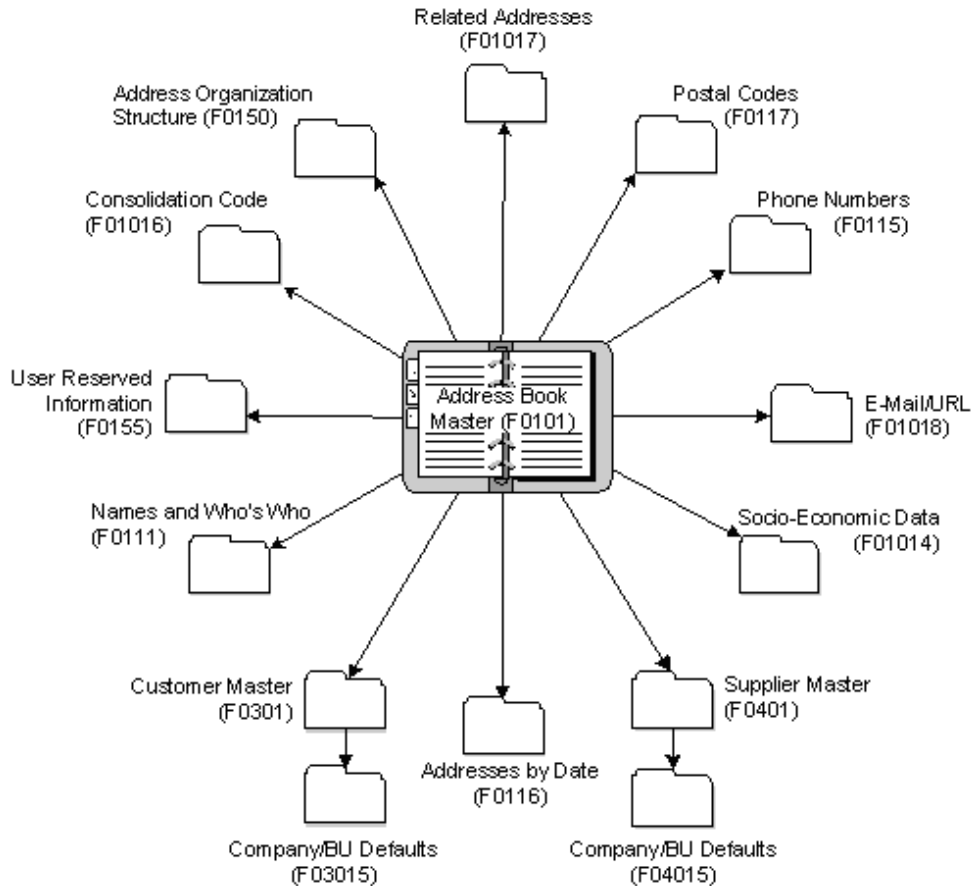 Related Addresses
(F01017)
Address Organization
Structure (F0150)
Postal Codes
(F0117)
Consolidation Code
(F01016)
Phone Numbers
(F0115)
User Reserved
Information
(F0155)
Address Book
Master (F0101)
E-Mail/URL
(F01018)
Names and Who's Who
(F0111)
Socio-Economic Data
(F01014)
Customer Master
(F0301)
Supplier Master
(F0401)
Addresses by Date
(F0116)
Company/BU Defaults
(F03015)
Company/BU Defaults
(F04015)